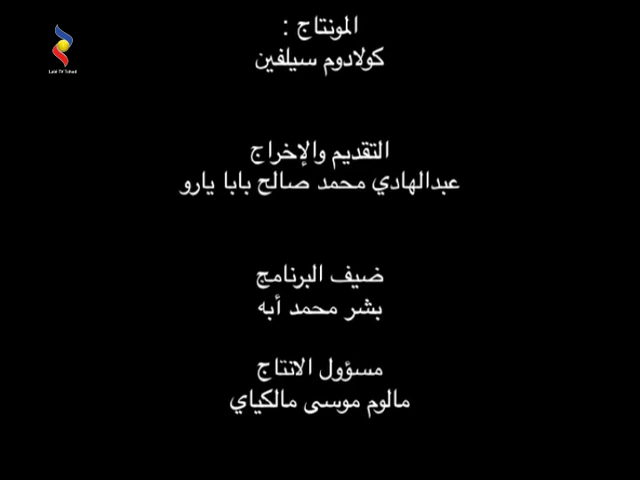 المونتاج :
كولادوم سيلفين
التقديم والإخراج
عبدالهادي محمد صالح بابا يارو
ضيف البرنامج
بشر محمد أبه
مسؤول الانتاج
مالوم موسى مالكياي